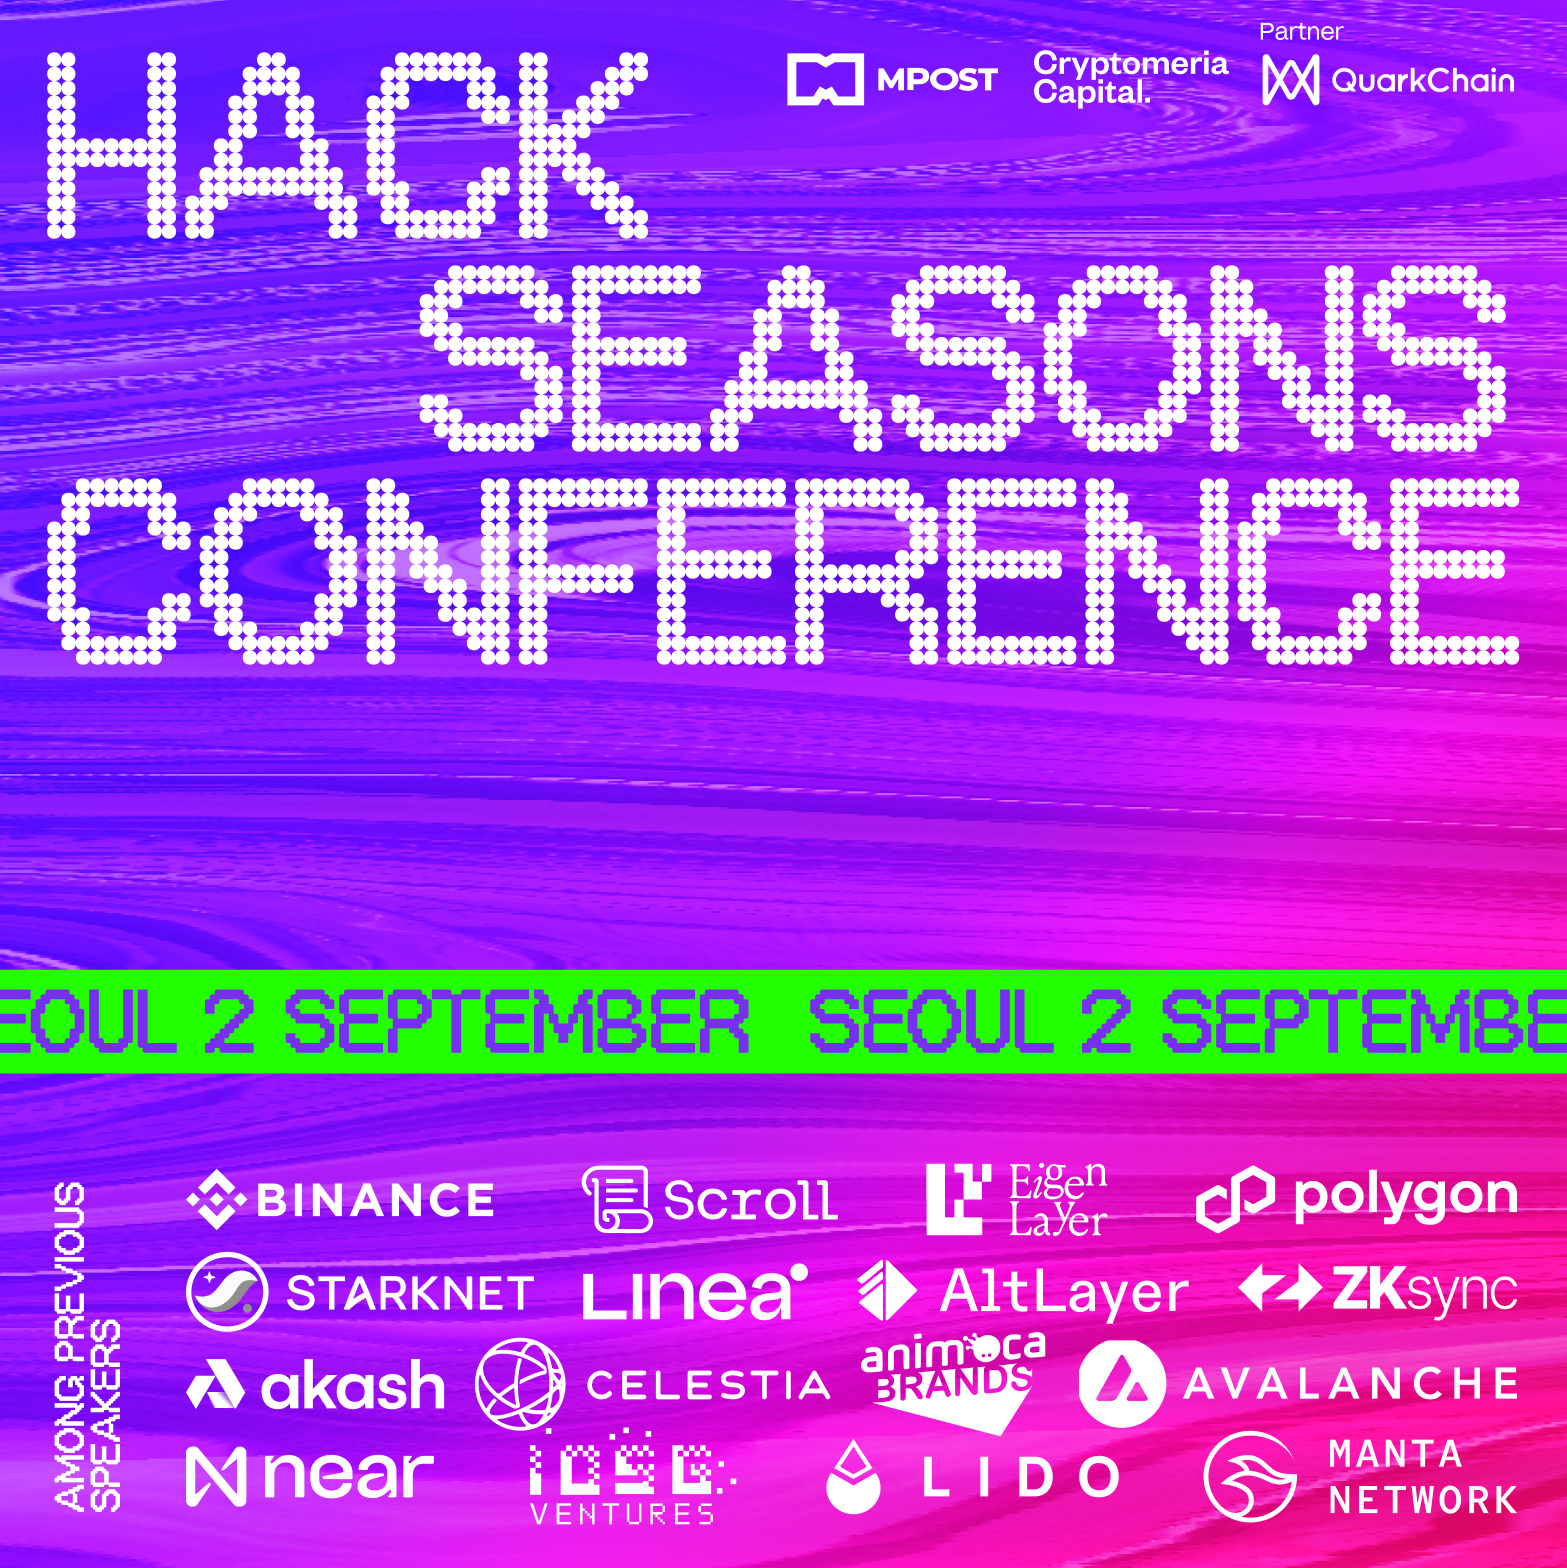 Partner
HACK
MPOST
Cryptomeria
Capital.
QuarkChain
SEASONS
CONFERENCE
EOUL 2 SEPTEMBER SEOUL 2 SEPTEMBE
AMONG PREVIOUS
SPEAKERS
BINANCE
Scroll
Eigen
Layer
polygon
STARKNET
Linea
AltLayer
ZKsync
akash
CELESTIA
animoca
BRANDS
AVALANCHE
near
IOSG
VENTURES
LIDO
MANTA
NETWORK